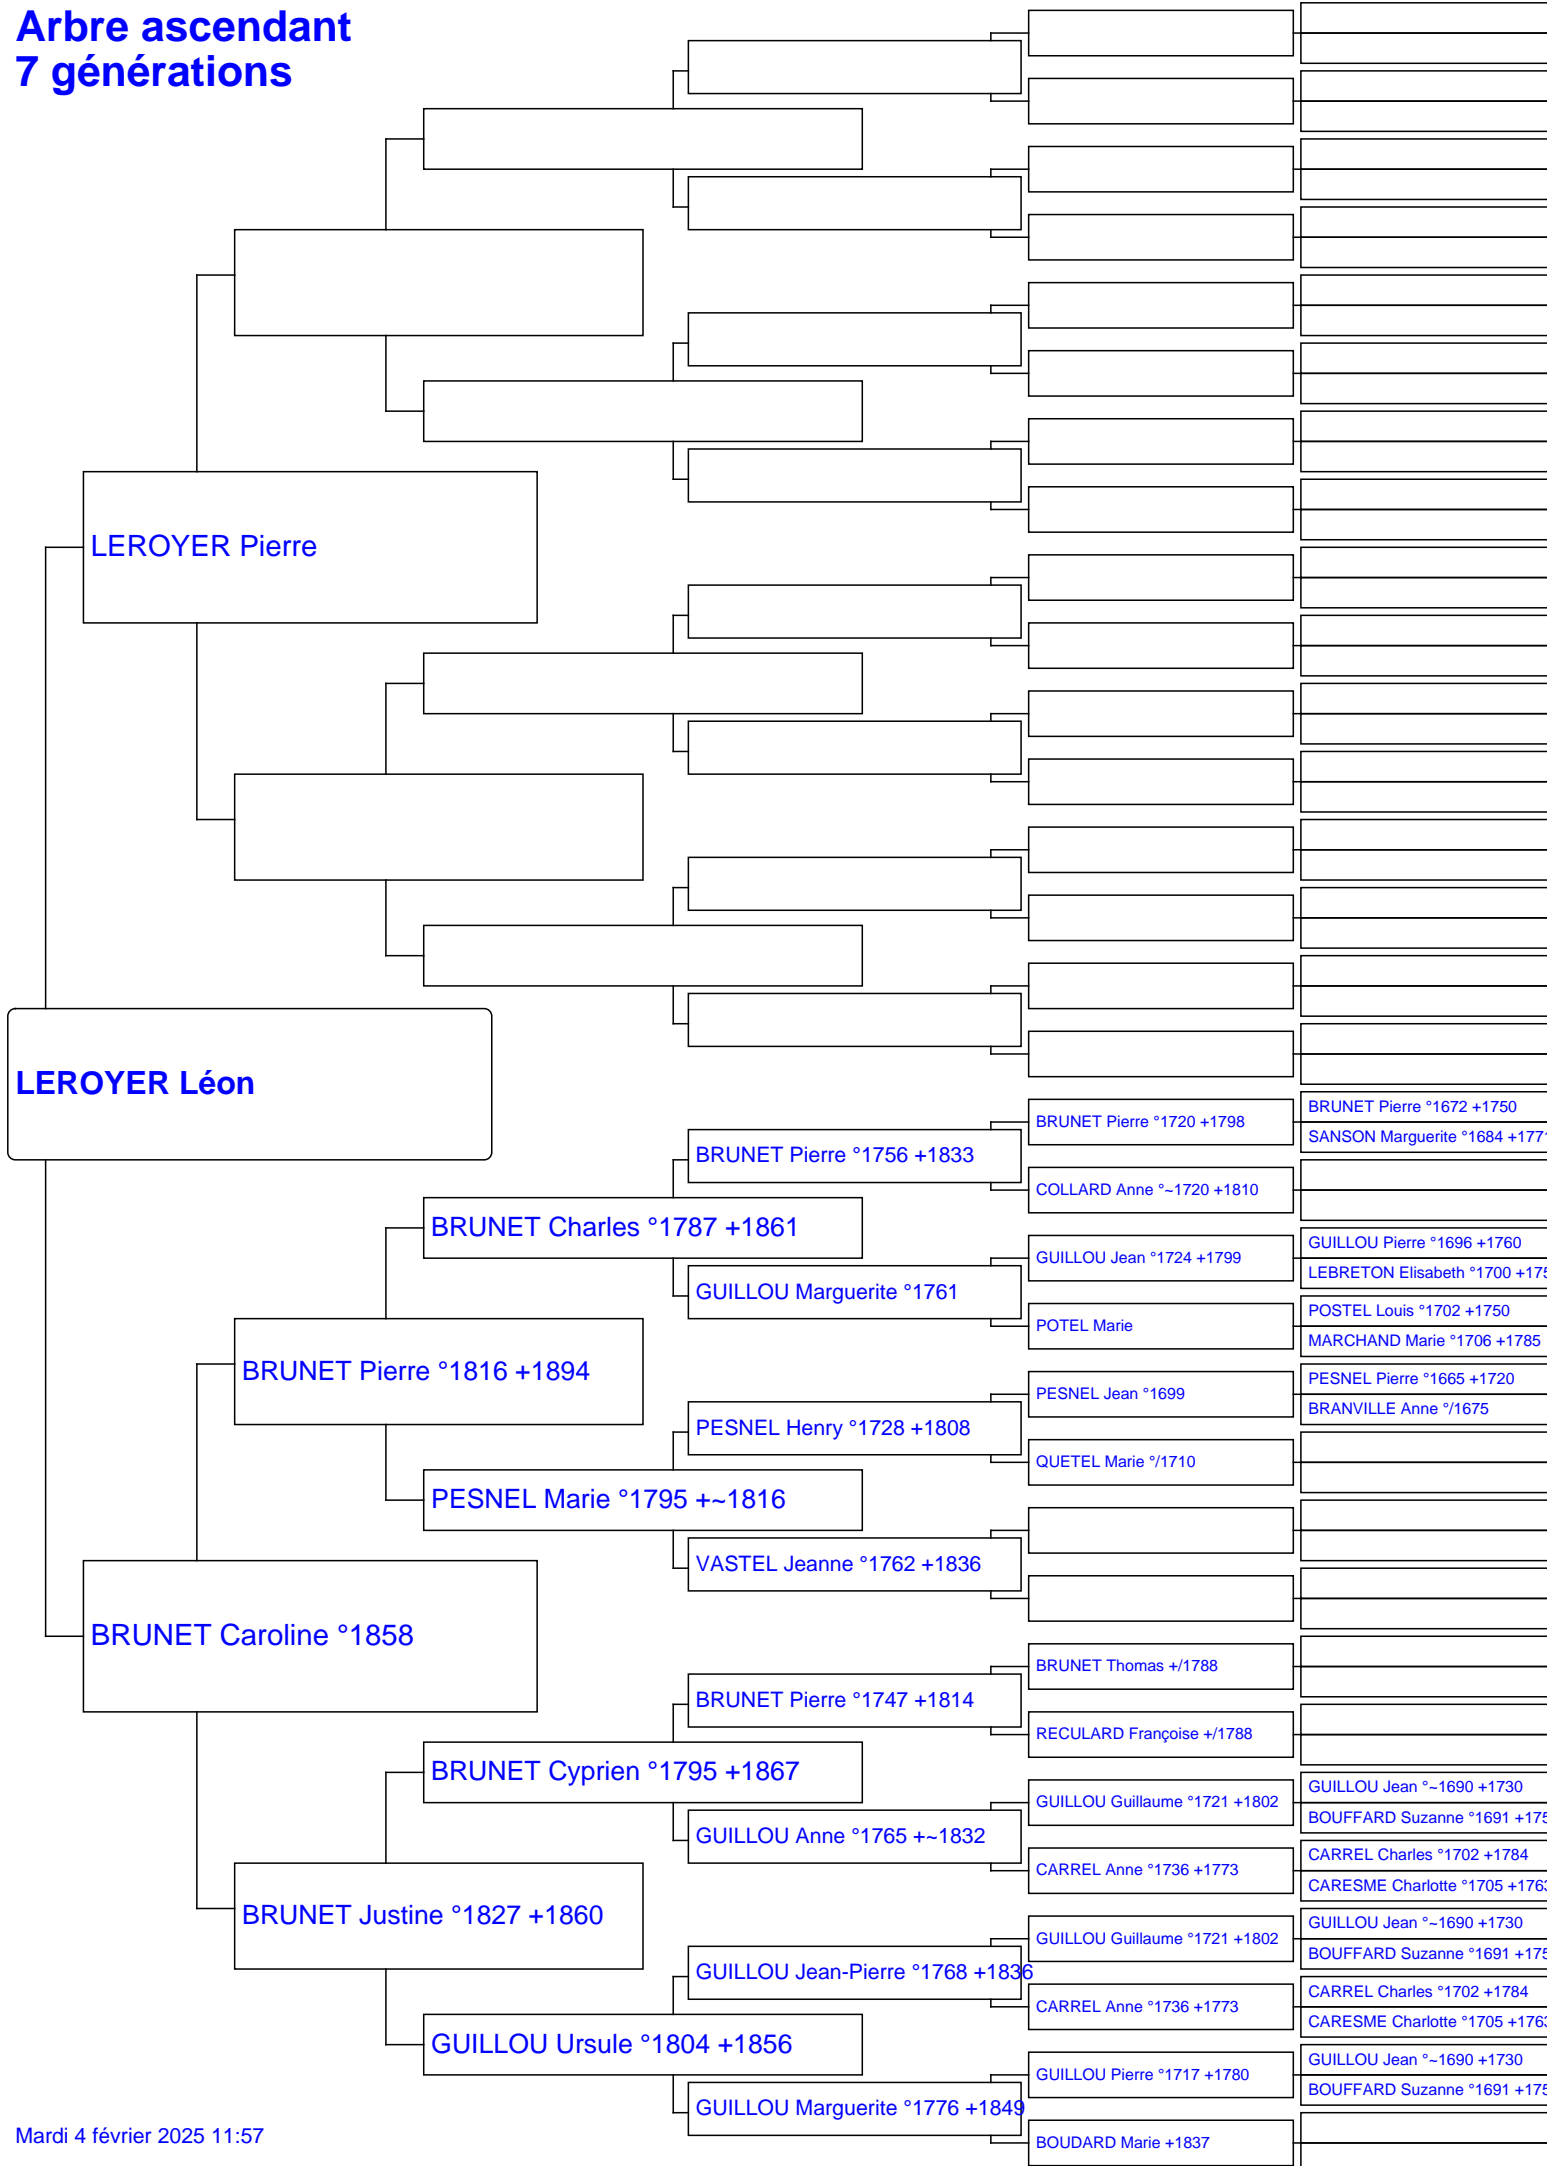 Arbre ascendant
7 générations
LEROYER Pierre
LEROYER Léon
BRUNET Pierre °1672 +1750
BRUNET Pierre °1720 +1798
SANSON Marguerite °1684 +1771
BRUNET Pierre °1756 +1833
COLLARD Anne °~1720 +1810
BRUNET Charles °1787 +1861
GUILLOU Pierre °1696 +1760
GUILLOU Jean °1724 +1799
LEBRETON Elisabeth °1700 +175
GUILLOU Marguerite °1761
POSTEL Louis °1702 +1750
POTEL Marie
MARCHAND Marie °1706 +1785
BRUNET Pierre °1816 +1894
PESNEL Pierre °1665 +1720
PESNEL Jean °1699
BRANVILLE Anne °/1675
PESNEL Henry °1728 +1808
QUETEL Marie °/1710
PESNEL Marie °1795 +~1816
VASTEL Jeanne °1762 +1836
BRUNET Caroline °1858
BRUNET Thomas +/1788
BRUNET Pierre °1747 +1814
RECULARD Françoise +/1788
BRUNET Cyprien °1795 +1867
GUILLOU Jean °~1690 +1730
GUILLOU Guillaume °1721 +1802
BOUFFARD Suzanne °1691 +175
GUILLOU Anne °1765 +~1832
CARREL Charles °1702 +1784
CARREL Anne °1736 +1773
CARESME Charlotte °1705 +1763
BRUNET Justine °1827 +1860
GUILLOU Jean °~1690 +1730
GUILLOU Guillaume °1721 +1802
BOUFFARD Suzanne °1691 +175
GUILLOU Jean-Pierre °1768 +1836
CARREL Charles °1702 +1784
CARREL Anne °1736 +1773
CARESME Charlotte °1705 +1763
GUILLOU Ursule °1804 +1856
GUILLOU Jean °~1690 +1730
GUILLOU Pierre °1717 +1780
BOUFFARD Suzanne °1691 +175
GUILLOU Marguerite °1776 +1849
BOUDARD Marie +1837
Mardi 4 février 2025 11:57